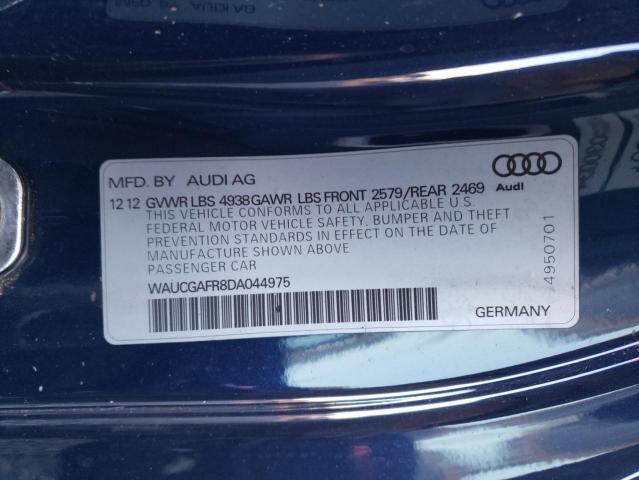 MFD. BY AUDI AG
Audi
12 12 GVWR LBS 4938 GAWR LBS FRONT 2579/REAR 2469
THIS VEHICLE CONFORMS TO ALL APPLICABLE U.S
FEDERAL MOTOR VEHICLE SAFETY, BUMPER AND THEFT
PREVENTION STANDARDS IN EFFECT ON THE DATE OF
MANUFACTURE SHOWN ABOVE
PASSENGER CAR
WAUCGAFR8DA044975
4950701
GERMANY